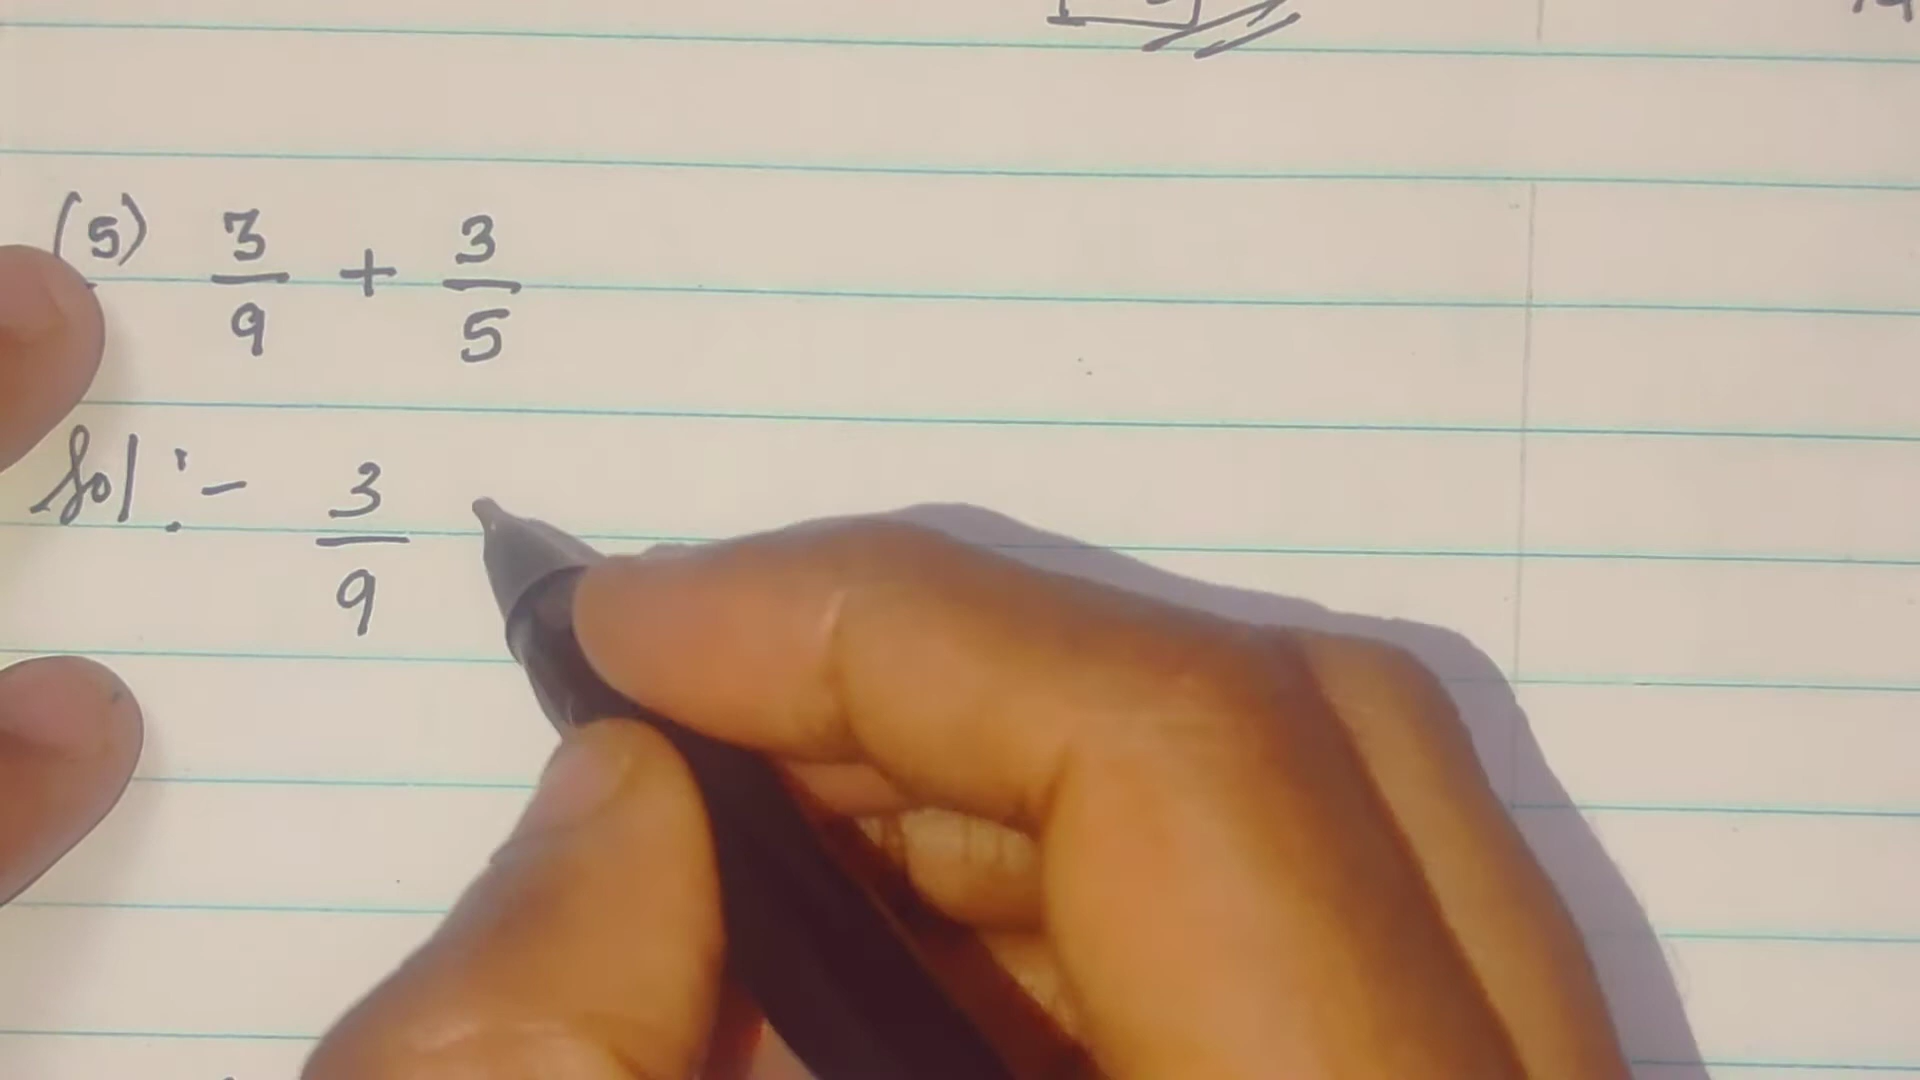 (5) 3/9 + 3/5
Sol :- 3/9